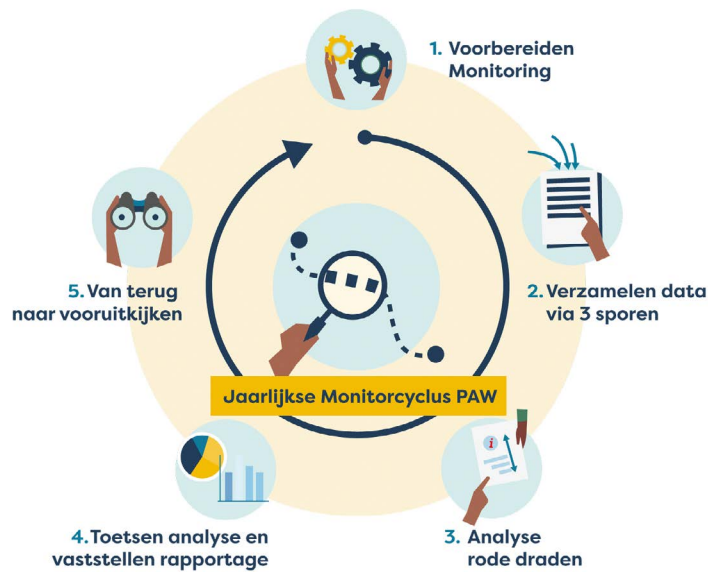 1. Voorbereiden
Monitoring
2. Verzamelen data
via 3 sporen
3. Analyse
rode draden
4. Toetsen analyse en
vaststellen rapportage
5. Van terug
naar vooruitkijken
Jaarlijkse Monitorcyclus PAW
i